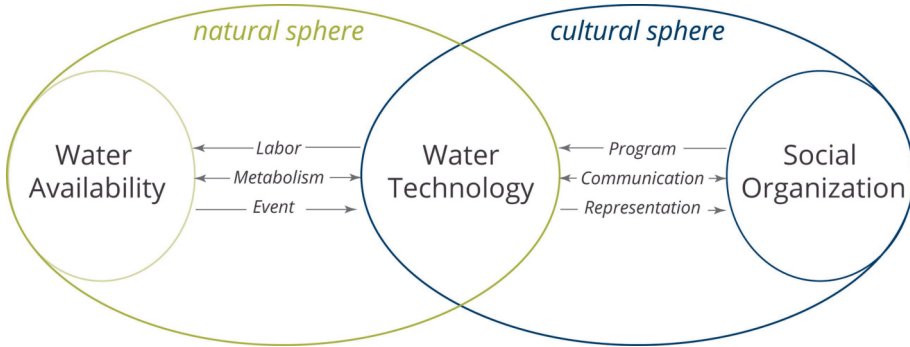 natural sphere
cultural sphere
Water
Availability
Labor
Metabolism
Event
Water
Technology
Program
Communication
Representation
Social
Organization